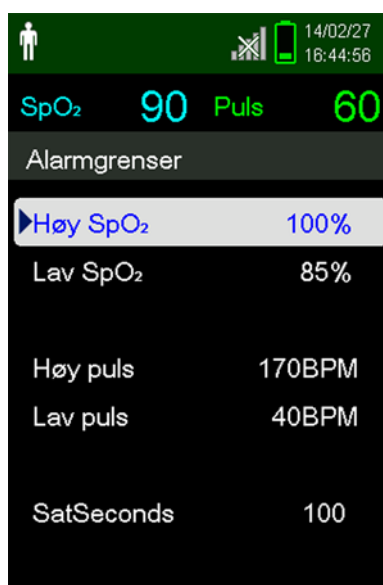 14/02/27
16:44:56
SpO₂ 90 Puls 60
Alarmgrenser
Høy SpO₂ 100%
Lav SpO₂ 85%
Høy puls 170BPM
Lav puls 40BPM
SatSeconds 100